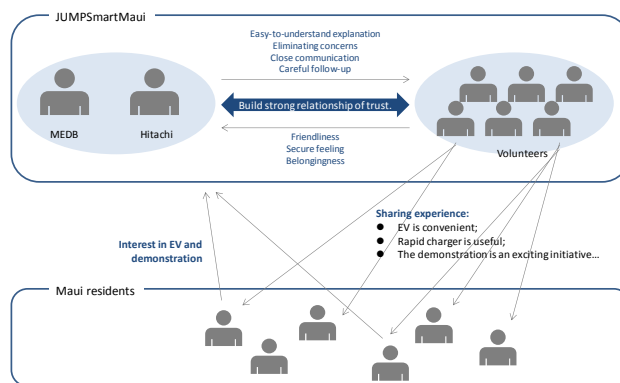 JUMPSmartMaui
Easy-to-understand explanation
Eliminating concerns
Close communication
Careful follow-up
Build strong relationship of trust.
MEDB
Hitachi
Friendliness
Secure feeling
Belongingness
Volunteers
Sharing experience:
● EV is convenient;
● Rapid charger is useful;
● The demonstration is an exciting initiative…
Interest in EV and
demonstration
Maui residents